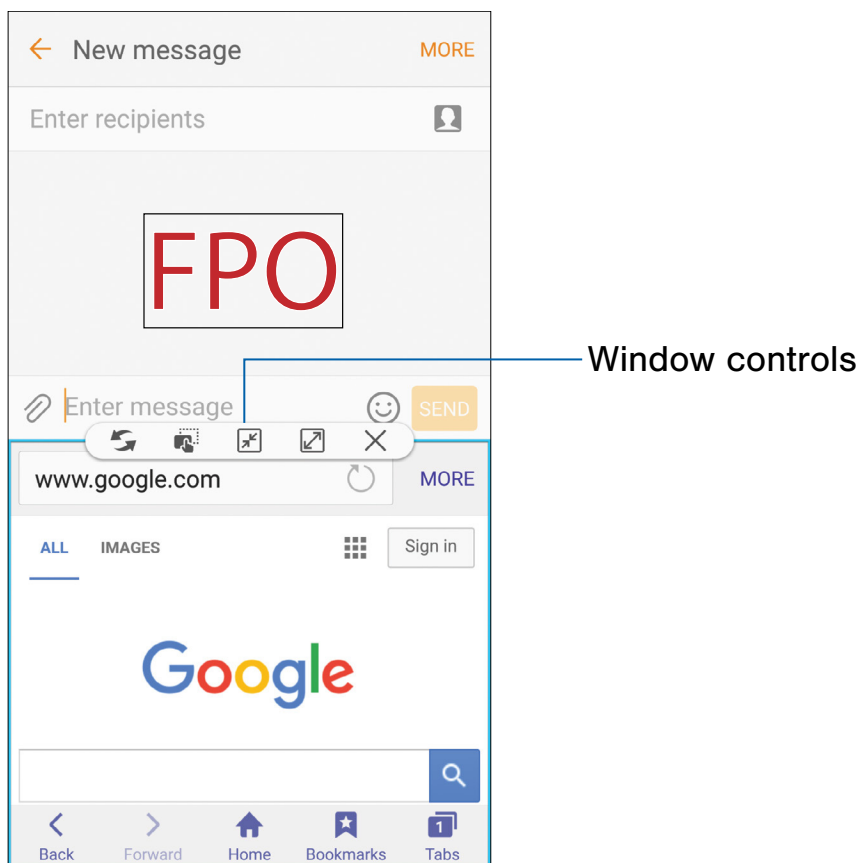 New message MORE
Enter recipients
FPO
Window controls
Enter message SEND
www.google.com MORE
ALL IMAGES Sign in
Google
1
Back Forward Home Bookmarks Tabs